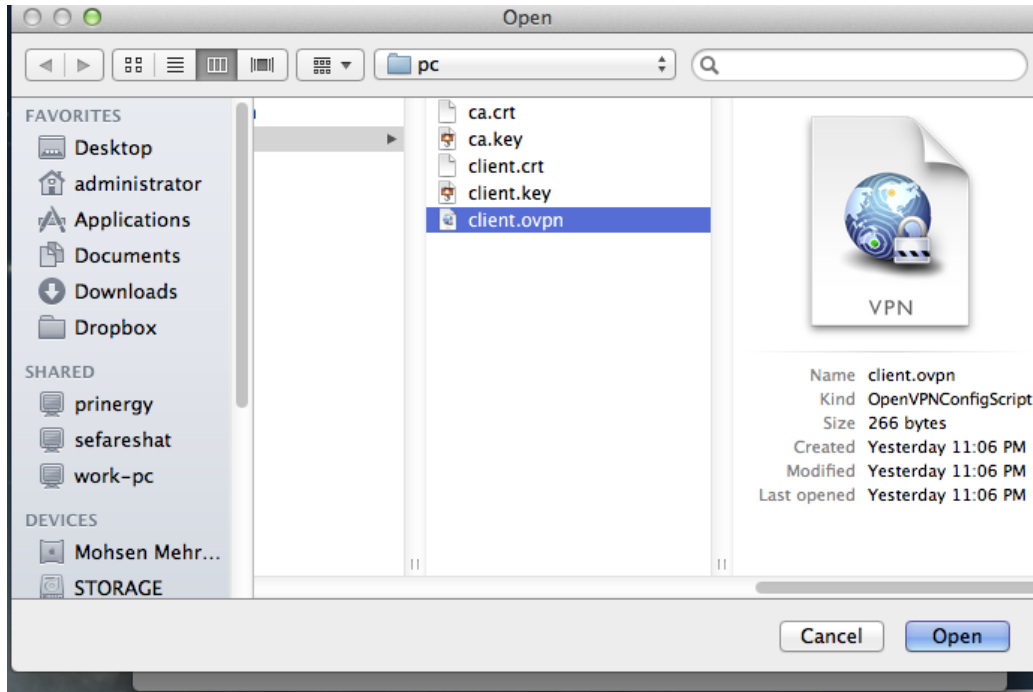 Open
pc
FAVORITES
Desktop
administrator
Applications
Documents
Downloads
Dropbox
SHARED
prinergy
sefareshat
work-pc
DEVICES
Mohsen Mehr...
STORAGE
ca.crt
ca.key
client.crt
client.key
client.ovpn
VPN
Name client.ovpn
Kind OpenVPNConfigScript
Size 266 bytes
Created Yesterday 11:06 PM
Modified Yesterday 11:06 PM
Last opened Yesterday 11:06 PM
Cancel
Open